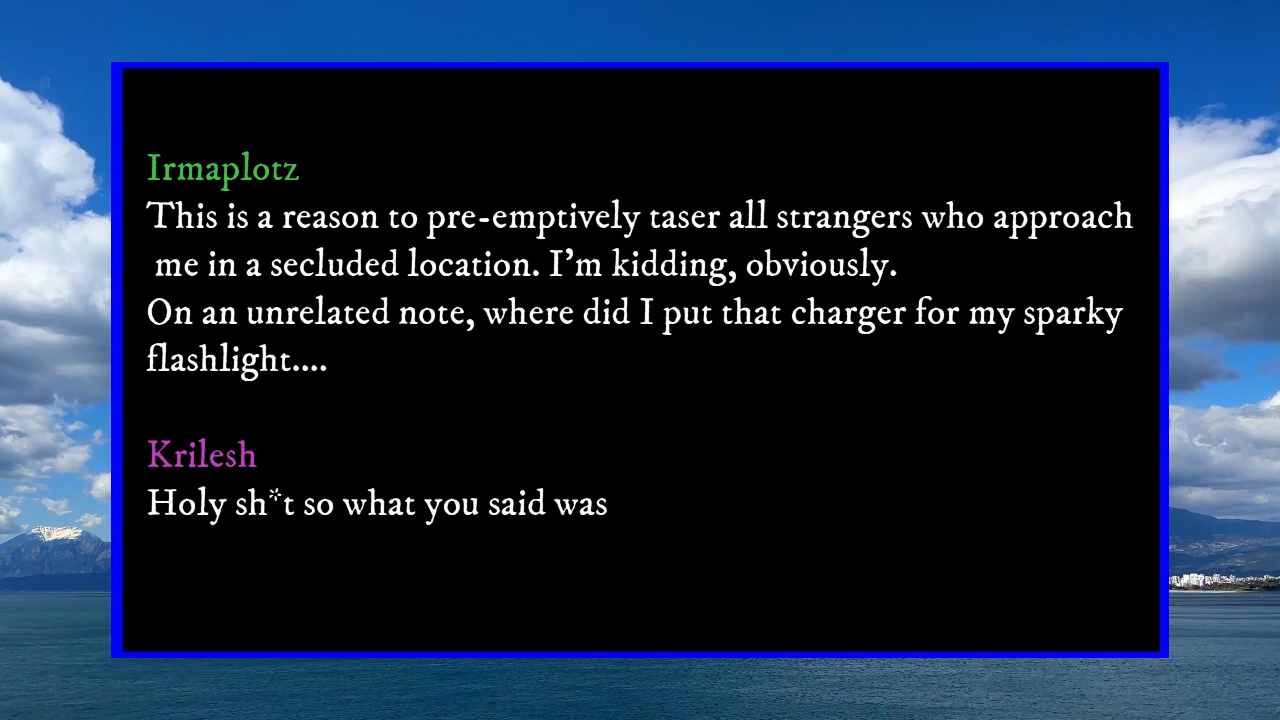 Irmaplotz
This is a reason to pre-emptively taser all strangers who approach
me in a secluded location. I'm kidding, obviously.
On an unrelated note, where did I put that charger for my sparky
flashlight....
Krilesh
Holy sh*t so what you said was